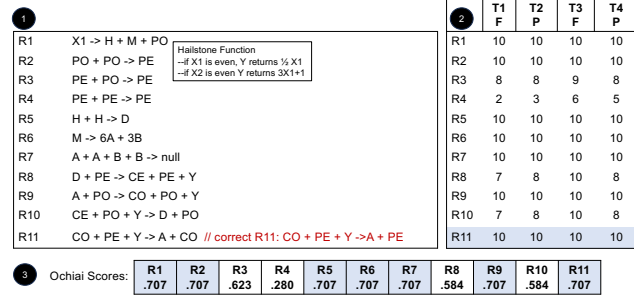 1
R1 X1 -> H + M + PO
R2 PO + PO -> PE
R3 PE + PO -> PE
R4 PE + PE -> PE
R5 H + H -> D
R6 M -> 6A + 3B
R7 A + A + B + B -> null
R8 D + PE -> CE + PE + Y
R9 A + PO -> CO + PO + Y
R10 CE + PO + Y -> D + PO
R11 CO + PE + Y ->A + CO // correct R11: CO + PE + Y ->A + PE
Hailstone Function
--if X1 is even, Y returns ½ X1
--if X2 is even Y returns 3X1+1
2 T1 T2 T3 T4
F P F P
R1 10 10 10 10
R2 10 10 10 10
R3 8 8 9 8
R4 2 3 6 5
R5 10 10 10 10
R6 10 10 10 10
R7 10 10 10 10
R8 7 8 10 8
R9 10 10 10 10
R10 7 8 10 8
R11 10 10 10 10
3 Ochiai Scores: R1 R2 R3 R4 R5 R6 R7 R8 R9 R10 R11
.707 .707 .623 .280 .707 .707 .707 .584 .707 .584 .707